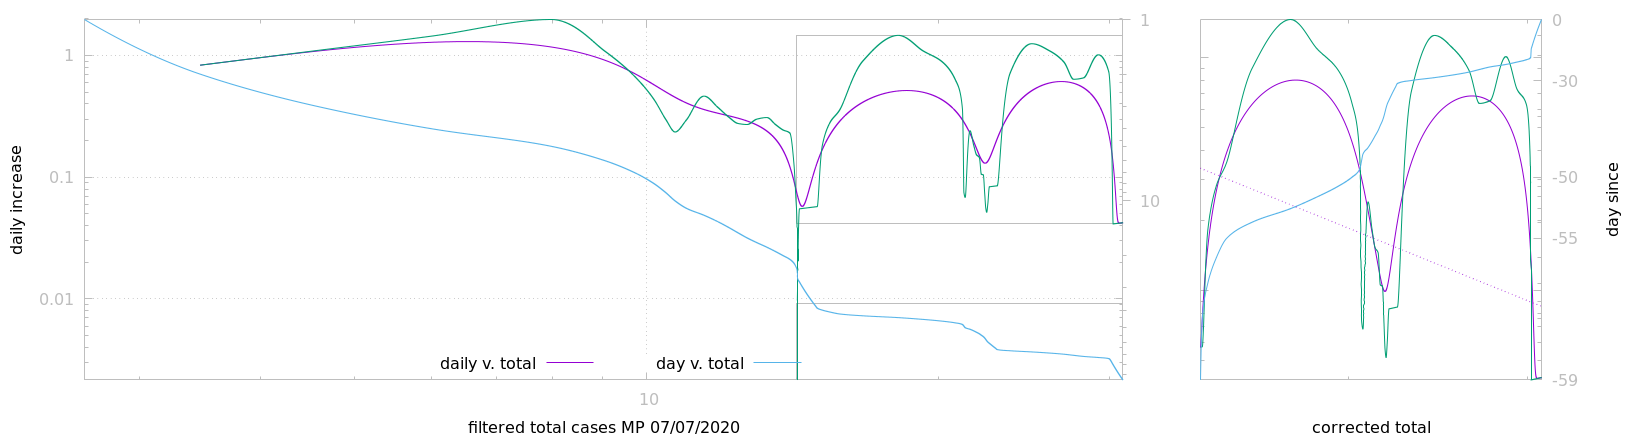 daily increase
1
0.1
0.01
10
filtered total cases MP 07/07/2020
daily v. total
day v. total
1
10
0
-30
-50
-55
-59
day since
corrected total